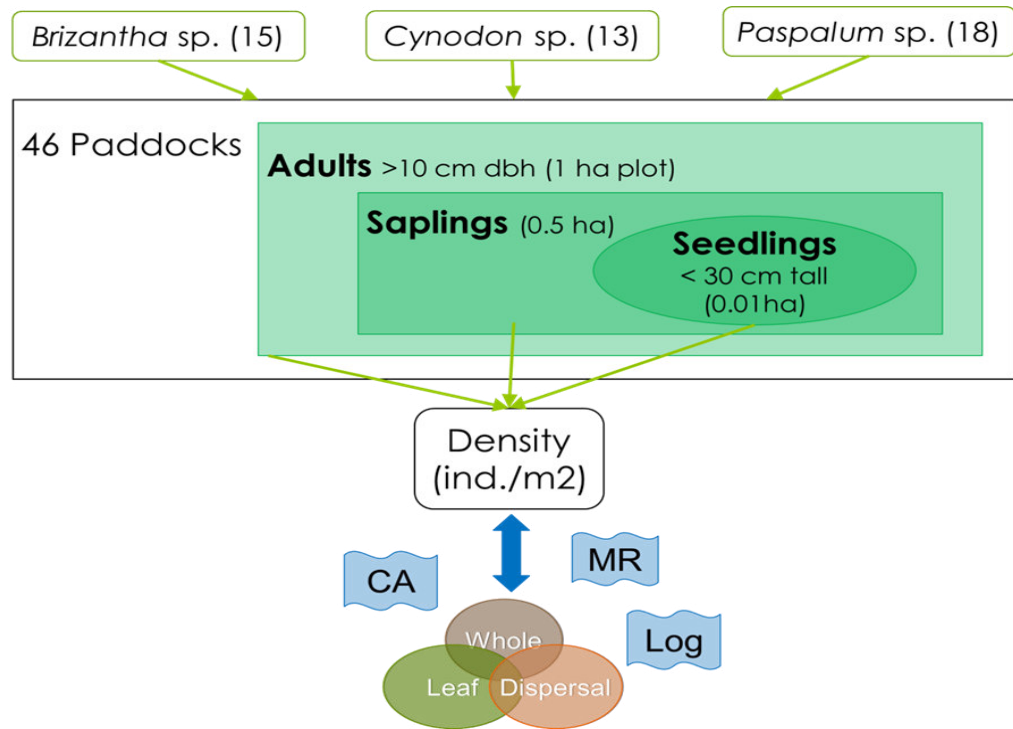 Brizantha sp. (15)
Cynodon sp. (13)
Paspalum sp. (18)
46 Paddocks
Adults >10 cm dbh (1 ha plot)
Saplings (0.5 ha)
Seedlings
< 30 cm tall
(0.01ha)
Density
(ind./m2)
CA
MR
Log
Whole
Leaf
Dispersal